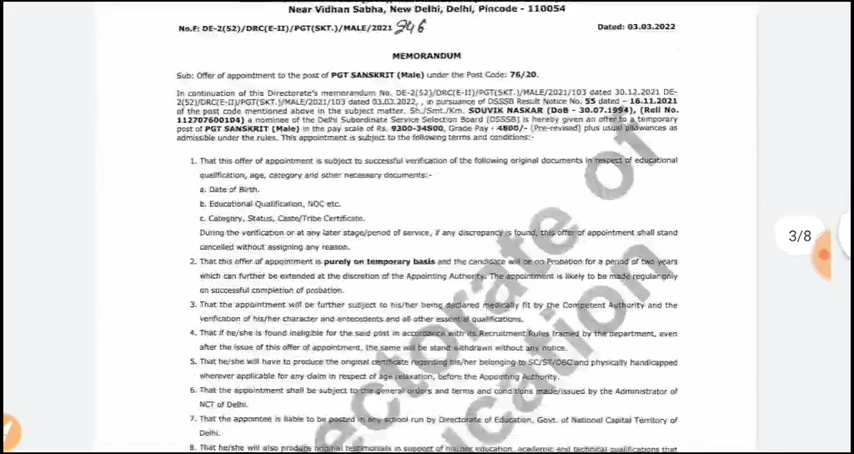 Near Vidhan Sabha, New Delhi, Delhi, Pincode - 110054
No.F: DE-2(52)/DRC(E-II)/PGT(SKT.)/MALE/2021 246
Dated: 03.03.2022
MEMORANDUM
Sub: Offer of appointment to the post of PGT SANSKRIT (Male) under the Post Code: 76/20.
In continuation of this Directorate's memorandum No. DE-2(52)/DRC(E-II)/PGT(SKT.)/MALE/2021/103 dated 30.12.2021 DE-
2(52)/DRC(E-II)/PGT(SKT.)/MALE/2021/103 dated 03.03.2022, , in pursuance of DSSSB Result Notice No. 55 dated - 16.11.2021
of the post code mentioned above in the subject matter. Sh./Smt./Km. SOUVIK NASKAR (DoB - 30.07.1994), (Roll No.
112707600104) a nominee of the Delhi Subordinate Service Selection Board (DSSSB) is hereby given an offer to a temporary
post of PGT SANSKRIT (Male) in the pay scale of Rs. 9300-34800, Grade Pay - 4800/- (Pre-revised) plus usual allowances as
admissible under the rules. This appointment is subject to the following terms and conditions:-
1. That this offer of appointment is subject to successful verification of the following original documents in respect of educational
qualification, age, category and other necessary documents:-
a. Date of Birth.
b. Educational Qualification, NOC etc.
c. Category, Status, Caste/Tribe Certificate.
During the verification or at any later stage/period of service, if any discrepancy is found, this offer of appointment shall stand
cancelled without assigning any reason.
2. That this offer of appointment is purely on temporary basis and the candidate will be on Probation for a period of two years
which can further be extended at the discretion of the Appointing Authority. The appointment is likely to be made regular only
on successful completion of probation.
3. That the appointment will be further subject to his/her being declared medically fit by the Competent Authority and the
verification of his/her character and antecedents and all other essential qualifications.
4. That if he/she is found ineligible for the said post in accordance with its Recruitment Rules framed by the department, even
after the issue of this offer of appointment, the same will be stand withdrawn without any notice.
5. That he/she will have to produce the original certificate regarding his/her belonging to SC/ST/OBC and physically handicapped
wherever applicable for any claim in respect of age relaxation, before the Appointing Authority.
6. That the appointment shall be subject to the general orders and terms and conditions made/issued by the Administrator of
NCT of Delhi.
7. That the appointee is liable to be posted in any school run by Directorate of Education, Govt. of National Capital Territory of
Delhi.
8. That he/she will also produce original testimonials in support of his/her education, academic and technical qualifications that
3/8